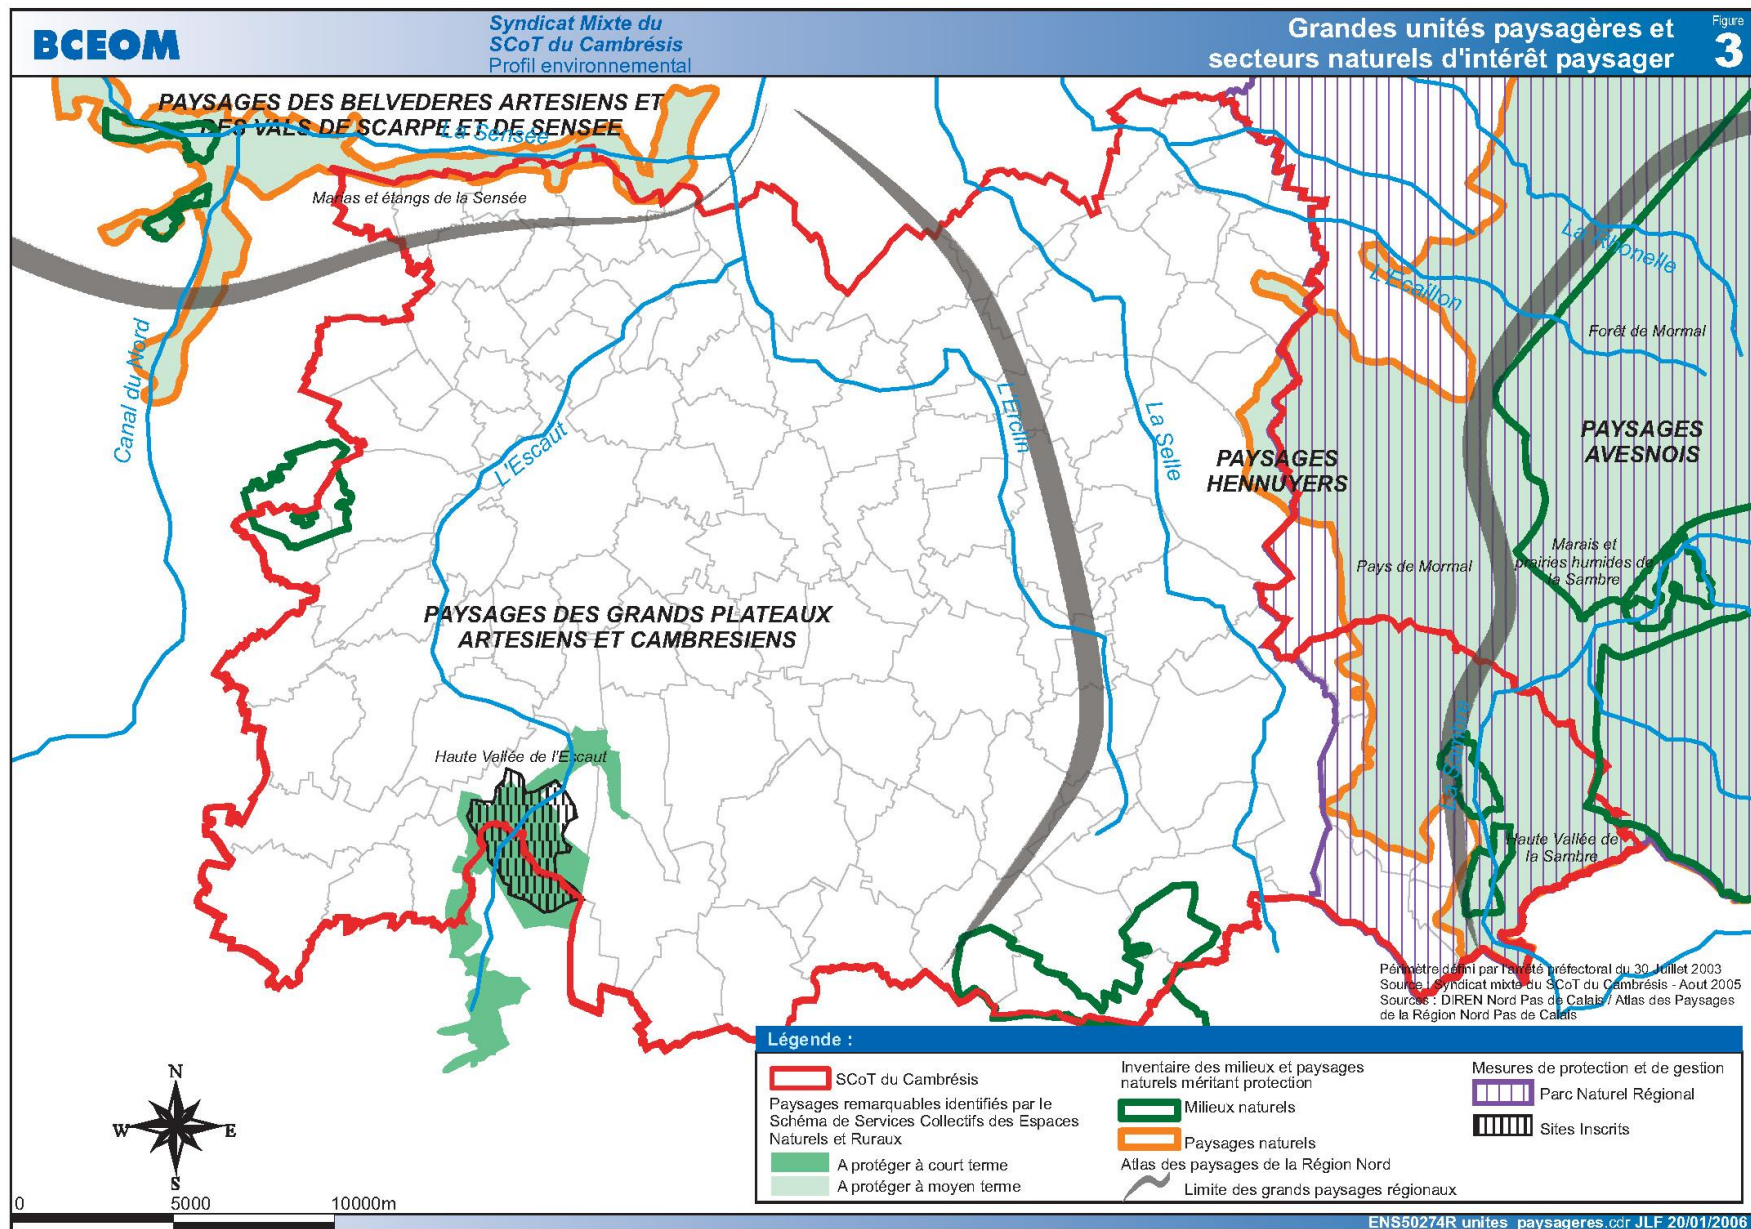 BCEOM
Syndicat Mixte du
SCoT du Cambrésis
Profil environnemental
Grandes unités paysagères et
secteurs naturels d'intérêt paysager
Figure
3
PAYSAGES DES BELVEDERES ARTESIENS ET
DES VALS DE SCARPE ET DE SENSEE
La Sensée
Marias et étangs de la Sensée
Canal du Nord
L'Escaut
L'Erclin
La Selle
L'Ecaillon
La Rhonelle
Forêt de Mormal
PAYSAGES
AVESNOIS
PAYSAGES
HENNUYERS
Pays de Mormal
Marais et
prairies humides de
la Sambre
PAYSAGES DES GRANDS PLATEAUX
ARTESIENS ET CAMBRESIENS
Haute Vallée de l'Escaut
La Sambre
Haute Vallée de
la Sambre
Périmètre défini par l'arrêté préfectoral du 30 Juillet 2003
Source : Syndicat mixte du SCoT du Cambrésis - Aout 2005
Sources : DIREN Nord Pas de Calais / Atlas des Paysages
de la Région Nord Pas de Calais
Légende :
SCoT du Cambrésis
Paysages remarquables identifiés par le
Schéma de Services Collectifs des Espaces
Naturels et Ruraux
A protéger à court terme
A protéger à moyen terme
Inventaire des milieux et paysages
naturels méritant protection
Milieux naturels
Paysages naturels
Atlas des paysages de la Région Nord
Limite des grands paysages régionaux
Mesures de protection et de gestion
Parc Naturel Régional
Sites Inscrits
N
W
E
S
0 5000 10000m
ENS50274R unites_paysageres.cdr JLF 20/01/2006